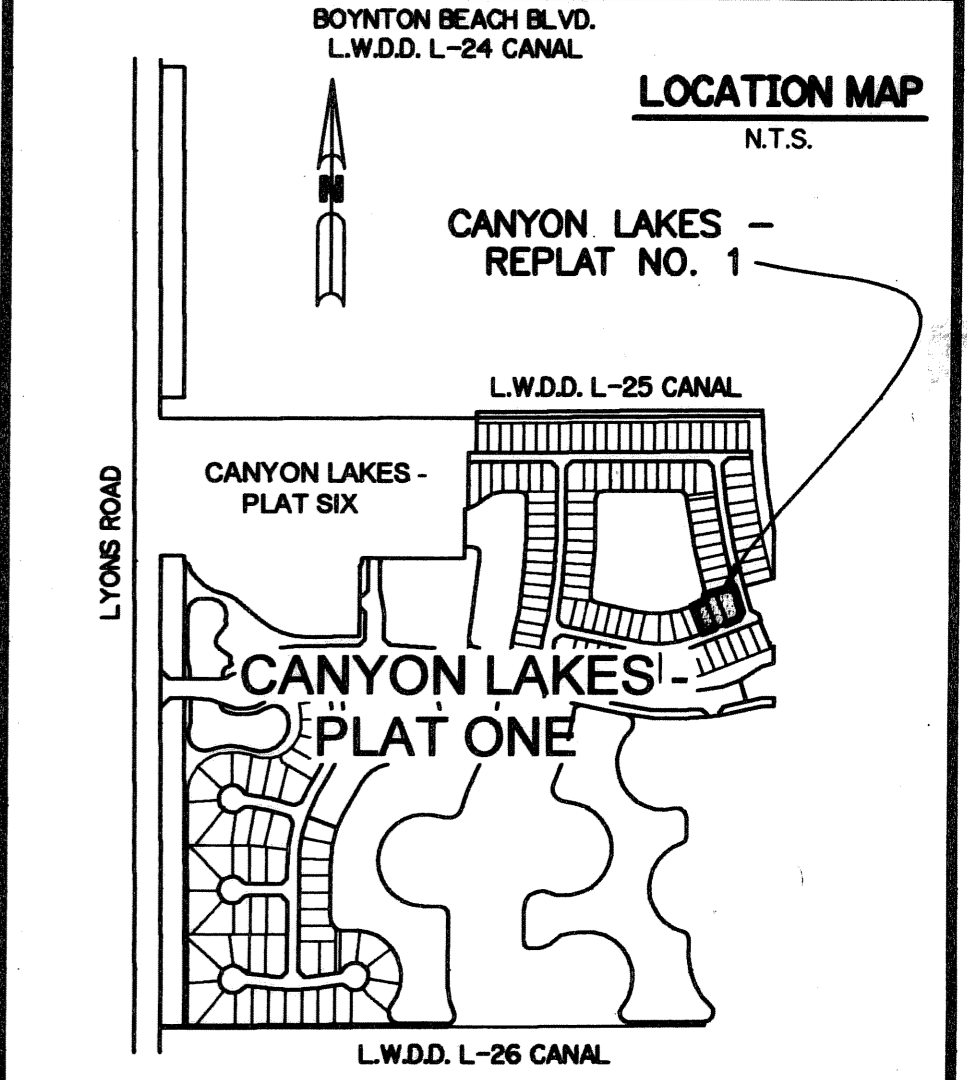 BOYNTON BEACH BLVD.
L.W.D.D. L-24 CANAL
LOCATION MAP
N.T.S.
N
CANYON LAKES -
REPLAT NO. 1
L.W.D.D. L-25 CANAL
CANYON LAKES -
PLAT SIX
LYONS ROAD
CANYON LAKES -
PLAT ONE
L.W.D.D. L-26 CANAL